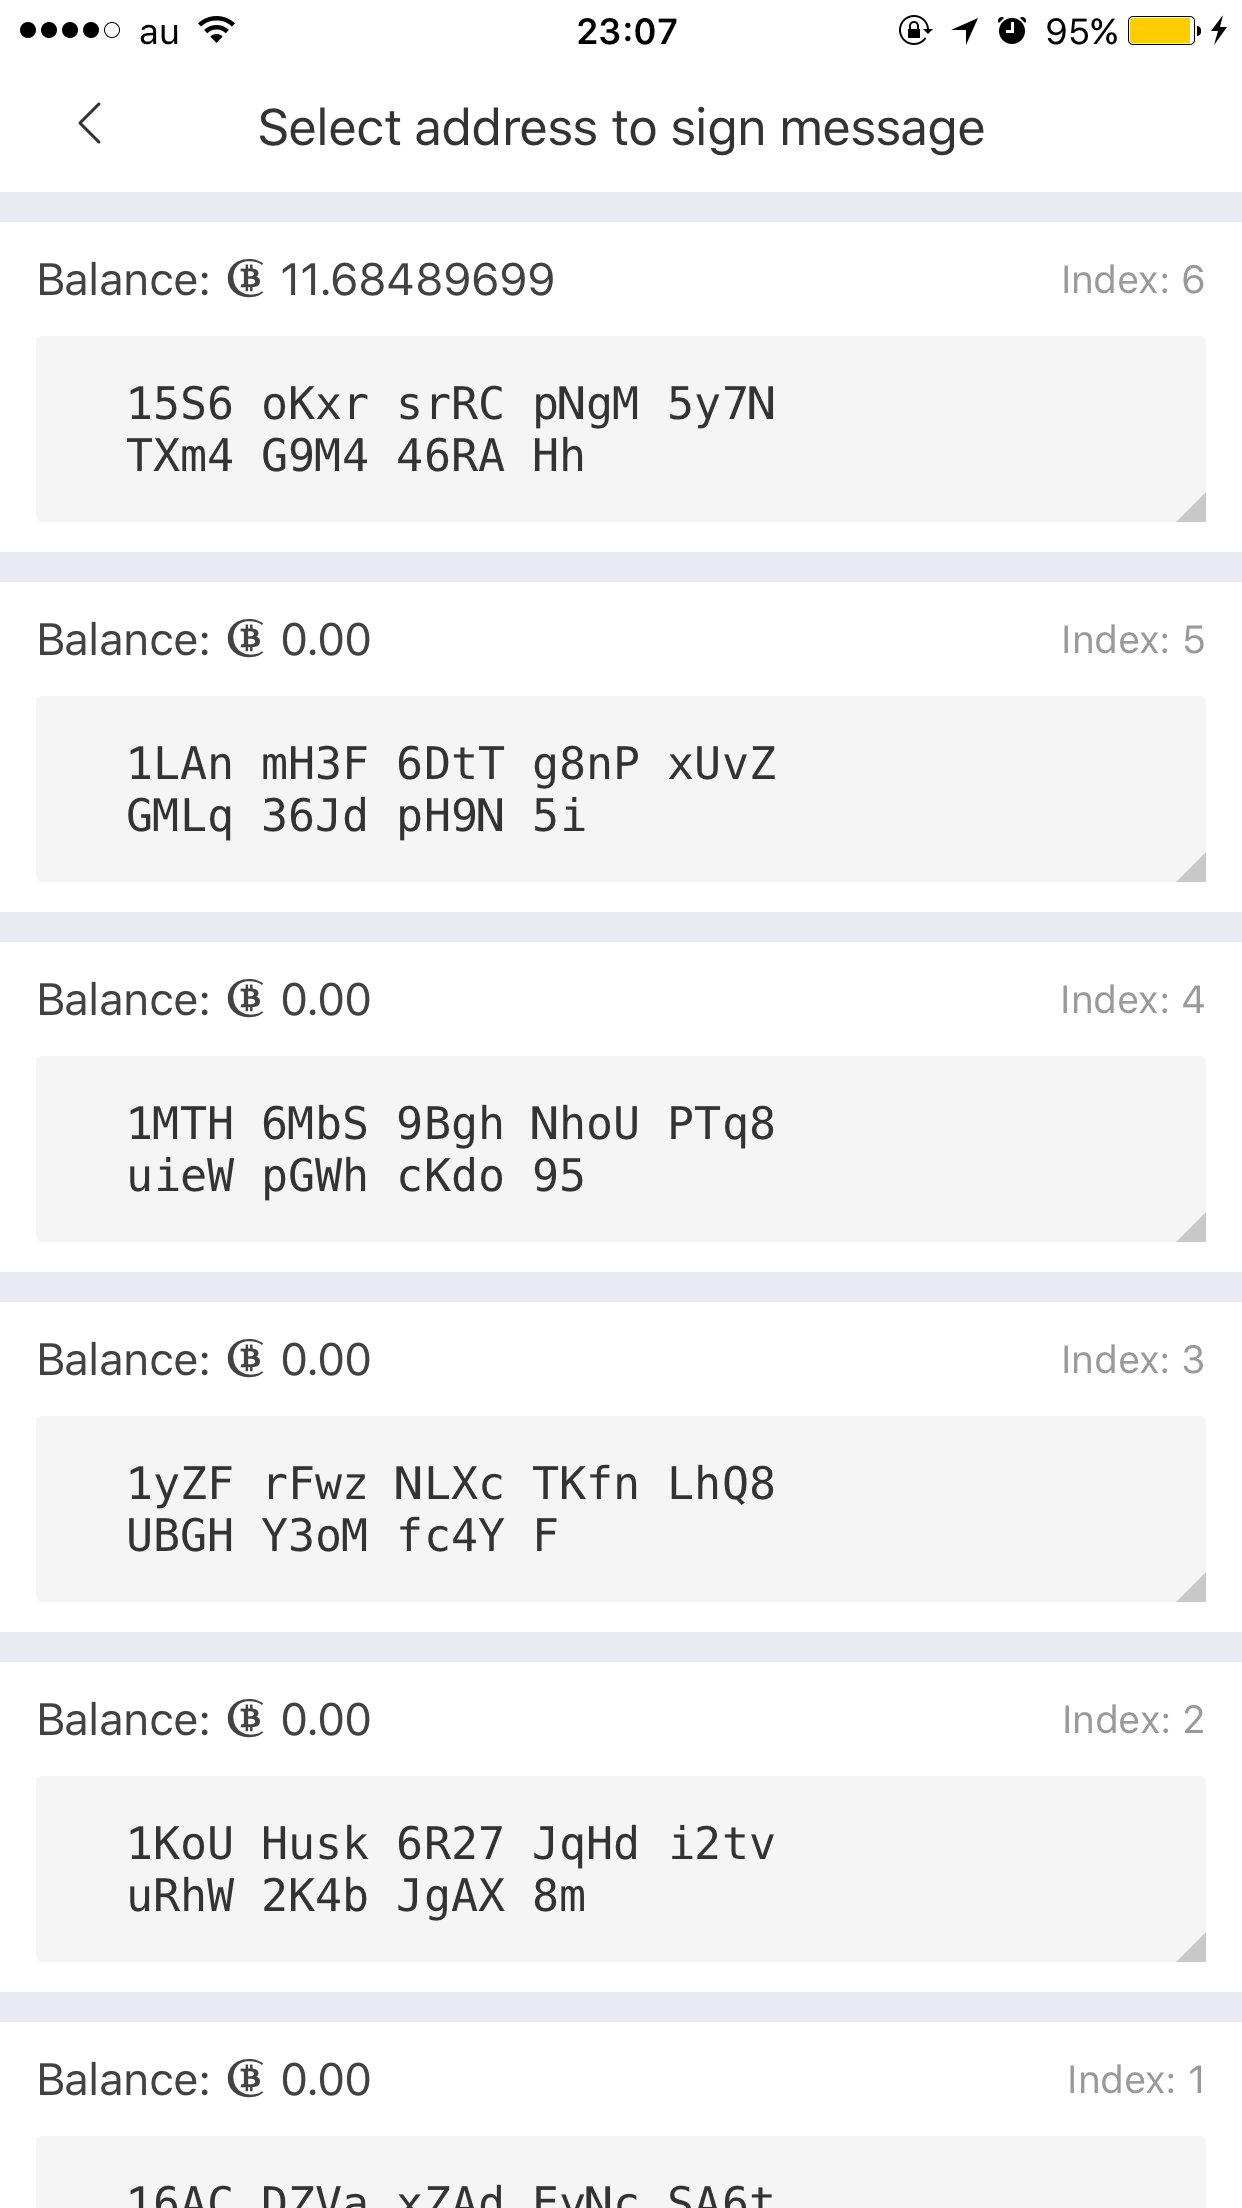 au 23:07 95%
Select address to sign message
Balance: 11.68489699 Index: 6
15S6 oKxr srRC pNgM 5y7N
TXm4 G9M4 46RA Hh
Balance: 0.00 Index: 5
1LAn mH3F 6DtT g8nP xUvZ
GMLq 36Jd pH9N 5i
Balance: 0.00 Index: 4
1MTH 6MbS 9Bgh NhoU PTq8
uieW pGWh cKdo 95
Balance: 0.00 Index: 3
1yZF rFwz NLXc TKfn LhQ8
UBGH Y3oM fc4Y F
Balance: 0.00 Index: 2
1KoU Husk 6R27 JqHd i2tv
uRhW 2K4b JgAX 8m
Balance: 0.00 Index: 1
16AC DZVa xZAd SA6t